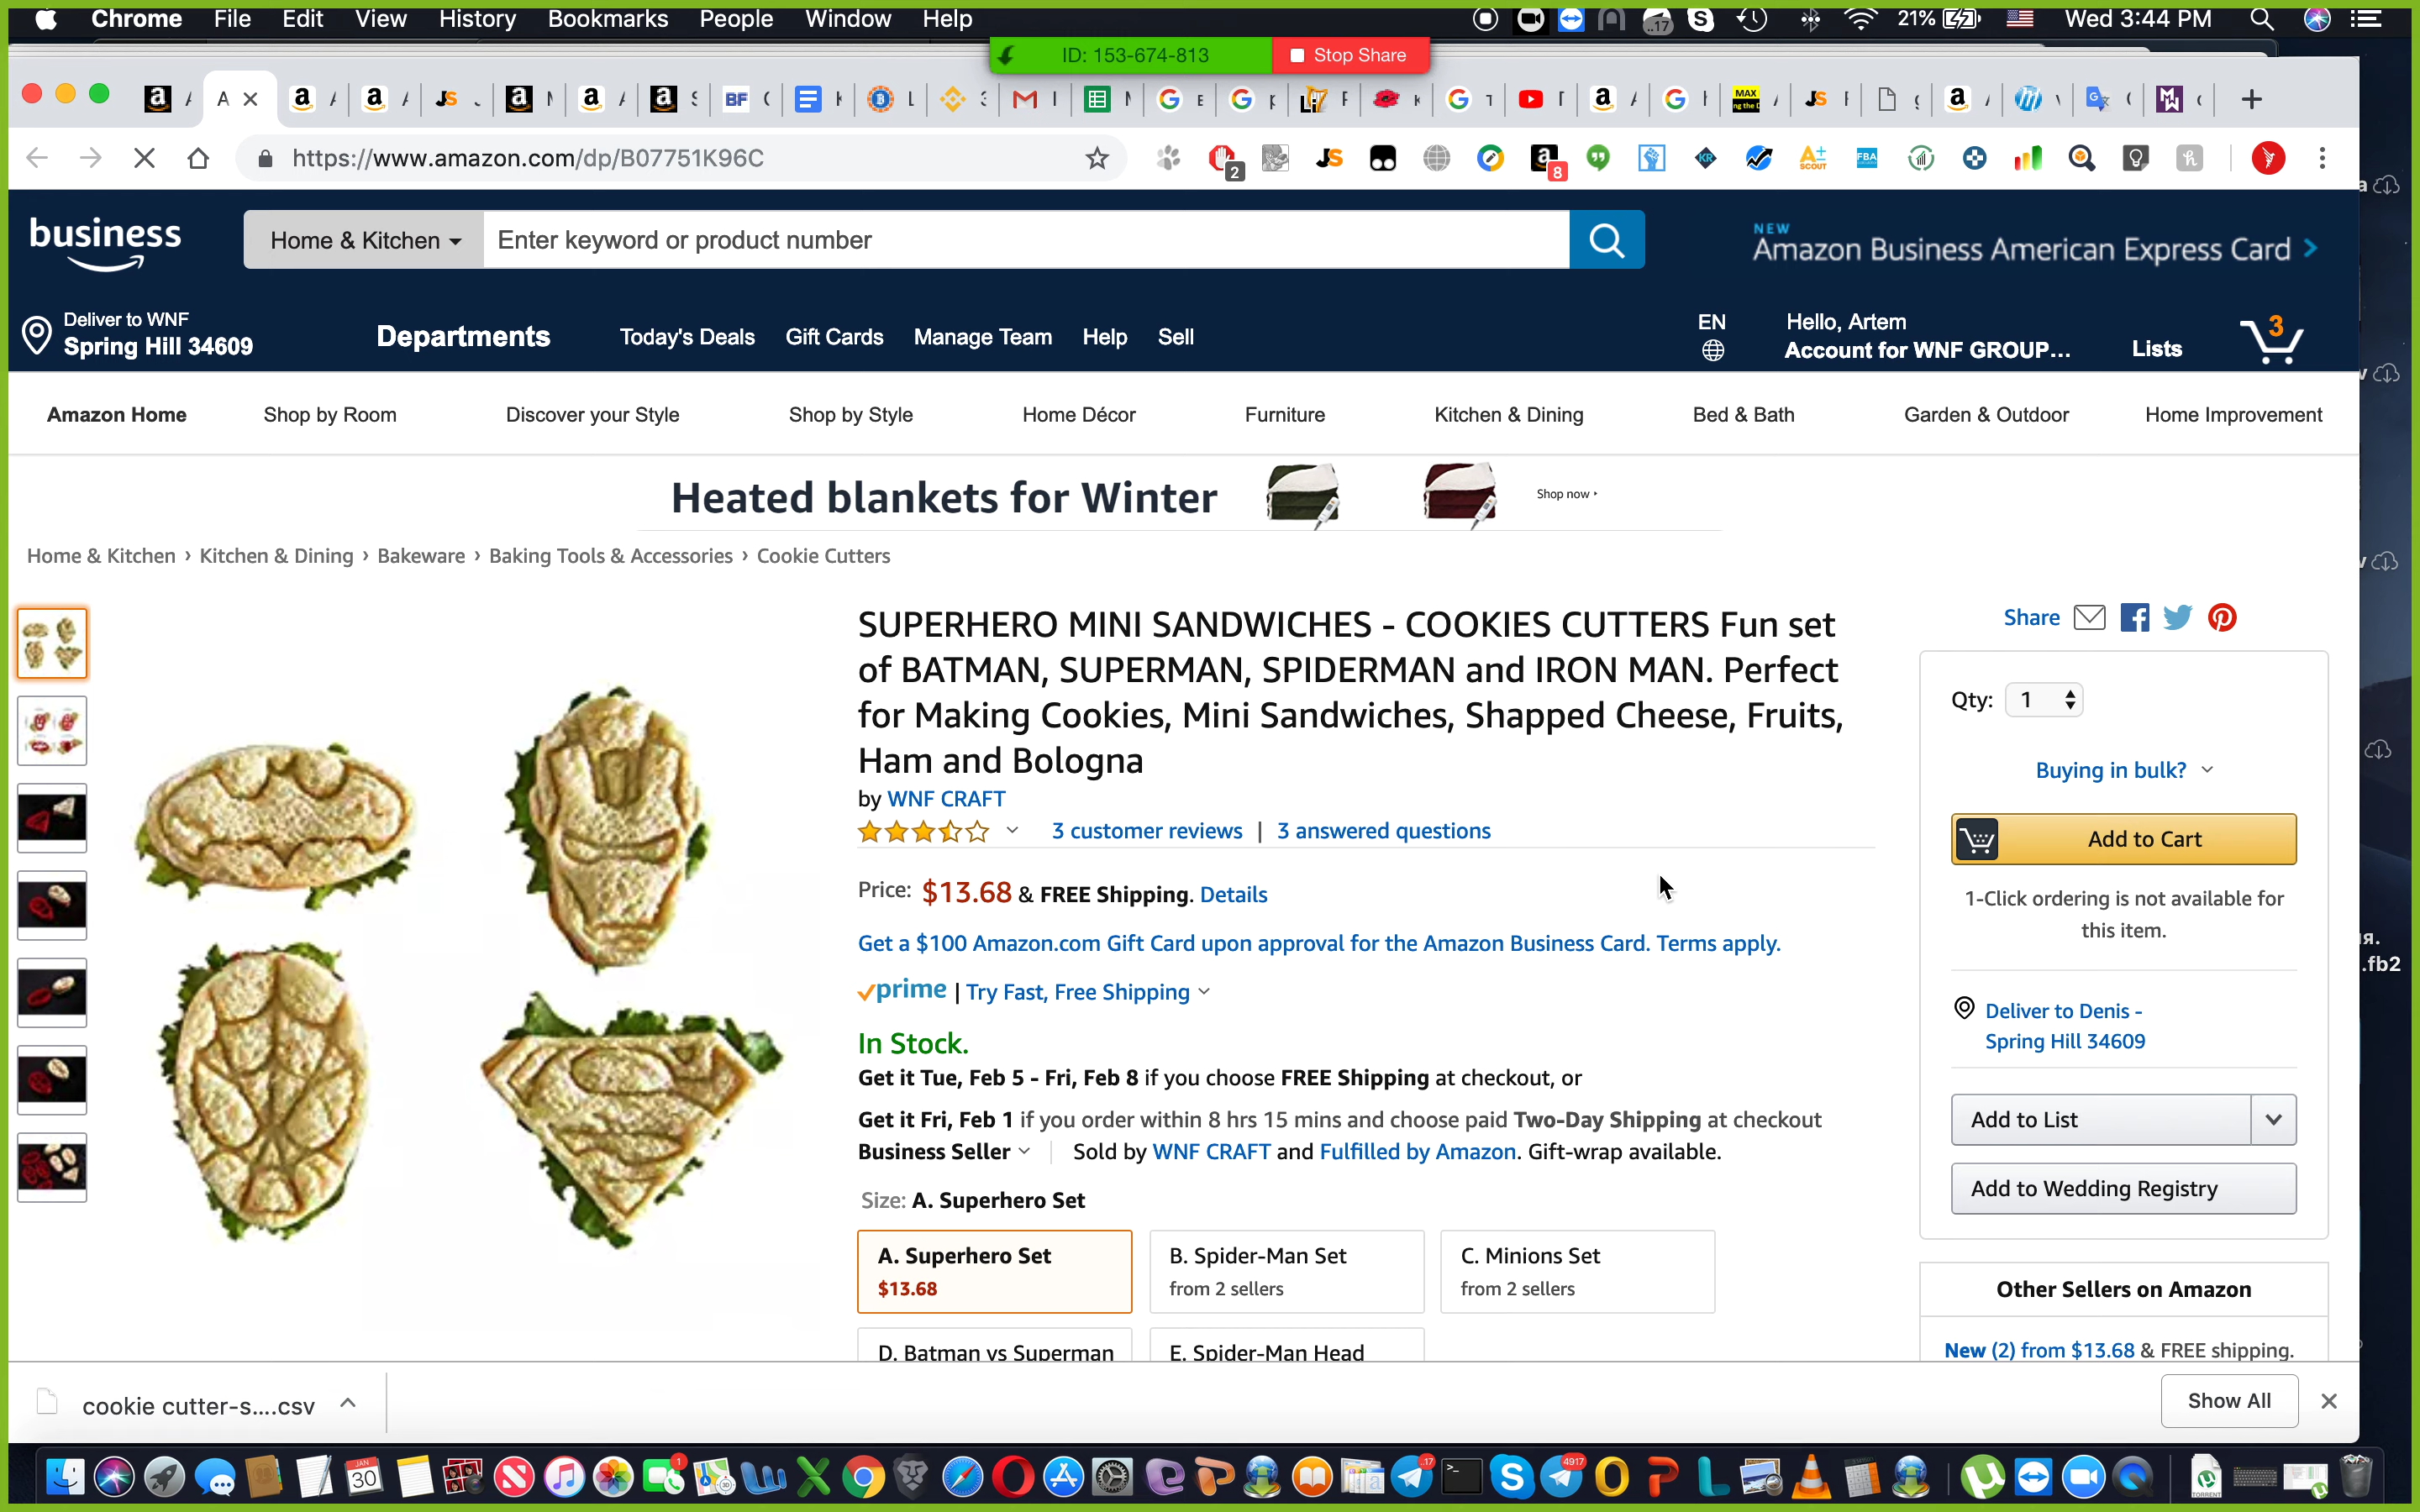 Chrome File Edit View History Bookmarks People Window Help
17 21% Wed 3:44 PM
ID: 153-674-813 Stop Share
https://www.amazon.com/dp/B07751K96C
business
Home & Kitchen
Enter keyword or product number
NEW
Amazon Business American Express Card
Deliver to WNF
Spring Hill 34609
Departments
Today's Deals Gift Cards Manage Team Help Sell
EN
Hello, Artem
Account for WNF GROUP...
Lists
3
Amazon Home Shop by Room Discover your Style Shop by Style Home Décor Furniture Kitchen & Dining Bed & Bath Garden & Outdoor Home Improvement
Heated blankets for Winter
Shop now
Home & Kitchen › Kitchen & Dining › Bakeware › Baking Tools & Accessories › Cookie Cutters
SUPERHERO MINI SANDWICHES - COOKIES CUTTERS Fun set
of BATMAN, SUPERMAN, SPIDERMAN and IRON MAN. Perfect
for Making Cookies, Mini Sandwiches, Shapped Cheese, Fruits,
Ham and Bologna
by WNF CRAFT
3 customer reviews | 3 answered questions
Price: $13.68 & FREE Shipping. Details
Get a $100 Amazon.com Gift Card upon approval for the Amazon Business Card. Terms apply.
prime | Try Fast, Free Shipping
In Stock.
Get it Tue, Feb 5 - Fri, Feb 8 if you choose FREE Shipping at checkout, or
Get it Fri, Feb 1 if you order within 8 hrs 15 mins and choose paid Two-Day Shipping at checkout
Business Seller
Sold by WNF CRAFT and Fulfilled by Amazon. Gift-wrap available.
Size: A. Superhero Set
A. Superhero Set
$13.68
B. Spider-Man Set
from 2 sellers
C. Minions Set
from 2 sellers
D. Batman vs Superman
E. Spider-Man Head
Share
Qty: 1
Buying in bulk?
Add to Cart
1-Click ordering is not available for
this item.
Deliver to Denis -
Spring Hill 34609
Add to List
Add to Wedding Registry
Other Sellers on Amazon
New (2) from $13.68 & FREE shipping.
я.
.fb2
cookie cutter-s....csv
Show All
JAN
30
4917